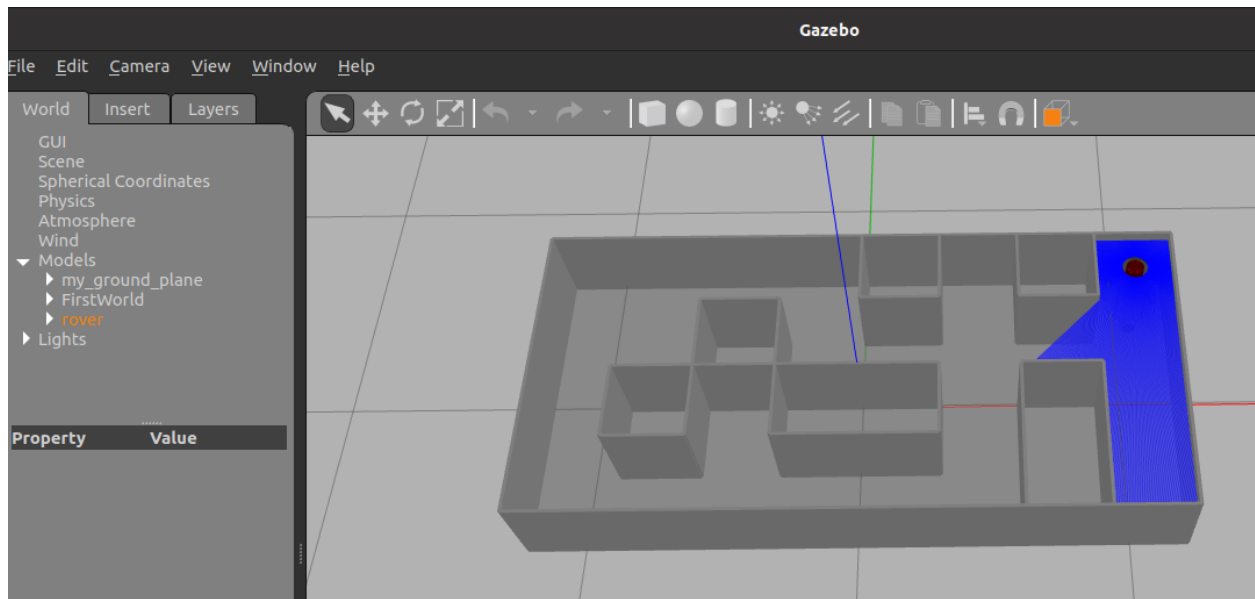 Gazebo
File Edit Camera View Window Help
World Insert Layers
GUI
Scene
Spherical Coordinates
Physics
Atmosphere
Wind
Models
my_ground_plane
FirstWorld
rover
Lights
Property Value